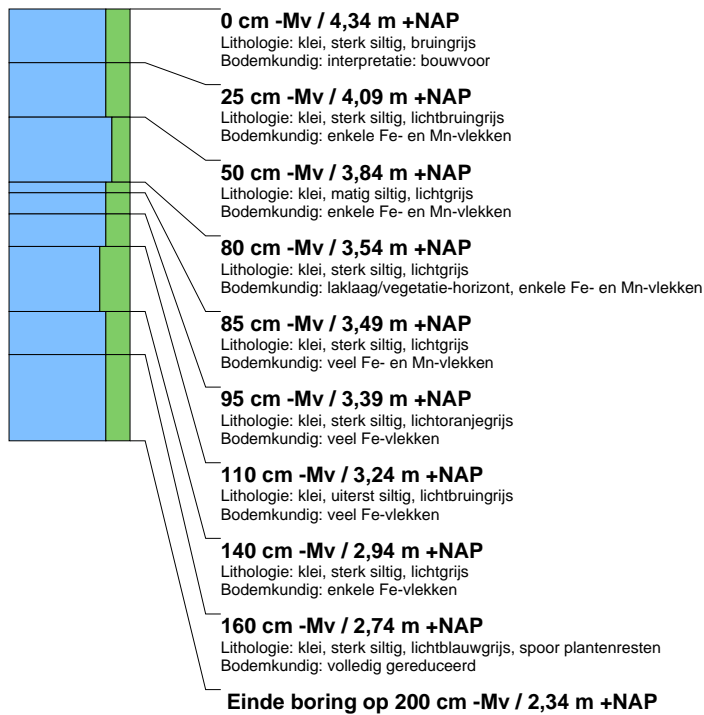 0 cm -Mv / 4,34 m +NAP
Lithologie: klei, sterk siltig, bruingrijs
Bodemkundig: interpretatie: bouwvoor
25 cm -Mv / 4,09 m +NAP
Lithologie: klei, sterk siltig, lichtbruingrijs
Bodemkundig: enkele Fe- en Mn-vlekken
50 cm -Mv / 3,84 m +NAP
Lithologie: klei, matig siltig, lichtgrijs
Bodemkundig: enkele Fe- en Mn-vlekken
80 cm -Mv / 3,54 m +NAP
Lithologie: klei, sterk siltig, lichtgrijs
Bodemkundig: laklaag/vegetatie-horizont, enkele Fe- en Mn-vlekken
85 cm -Mv / 3,49 m +NAP
Lithologie: klei, sterk siltig, lichtgrijs
Bodemkundig: veel Fe- en Mn-vlekken
95 cm -Mv / 3,39 m +NAP
Lithologie: klei, sterk siltig, lichtoranjegrijs
Bodemkundig: veel Fe-vlekken
110 cm -Mv / 3,24 m +NAP
Lithologie: klei, uiterst siltig, lichtbruingrijs
Bodemkundig: veel Fe-vlekken
140 cm -Mv / 2,94 m +NAP
Lithologie: klei, sterk siltig, lichtgrijs
Bodemkundig: enkele Fe-vlekken
160 cm -Mv / 2,74 m +NAP
Lithologie: klei, sterk siltig, lichtblauwgrijs, spoor plantenresten
Bodemkundig: volledig gereduceerd
Einde boring op 200 cm -Mv / 2,34 m +NAP